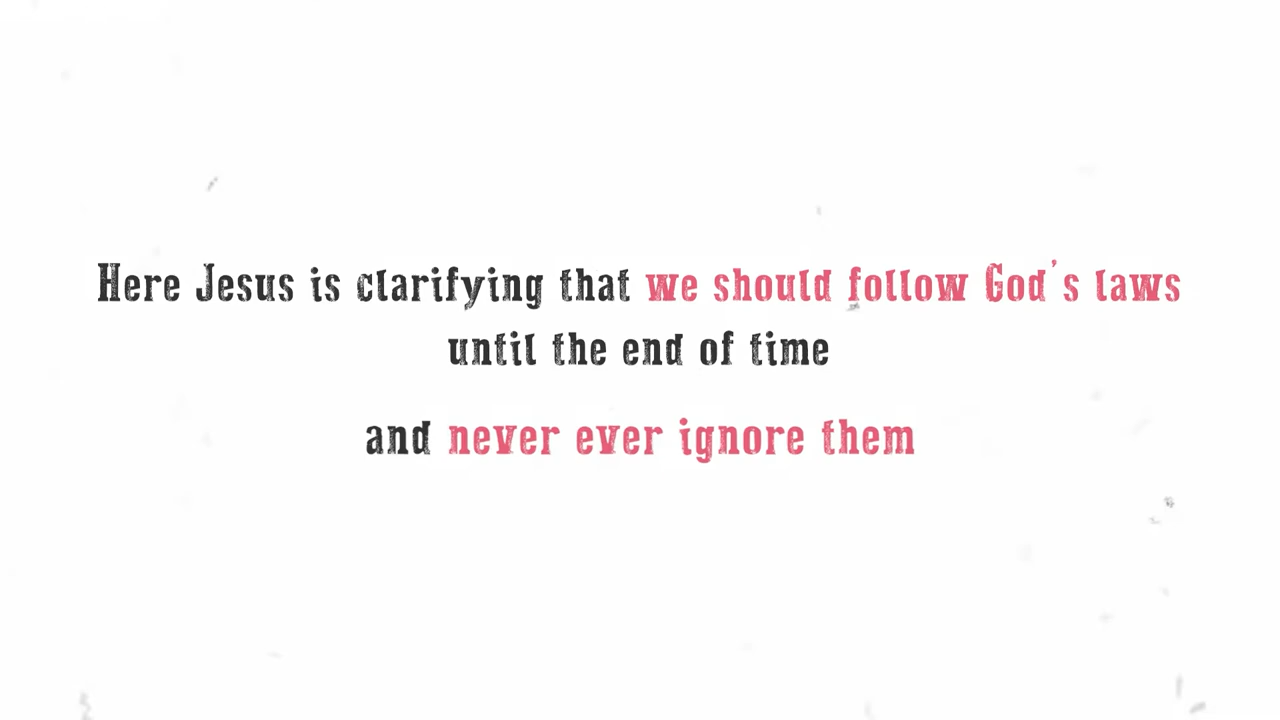 Here Jesus is clarifying that we should follow God's laws
until the end of time
and never ever ignore them